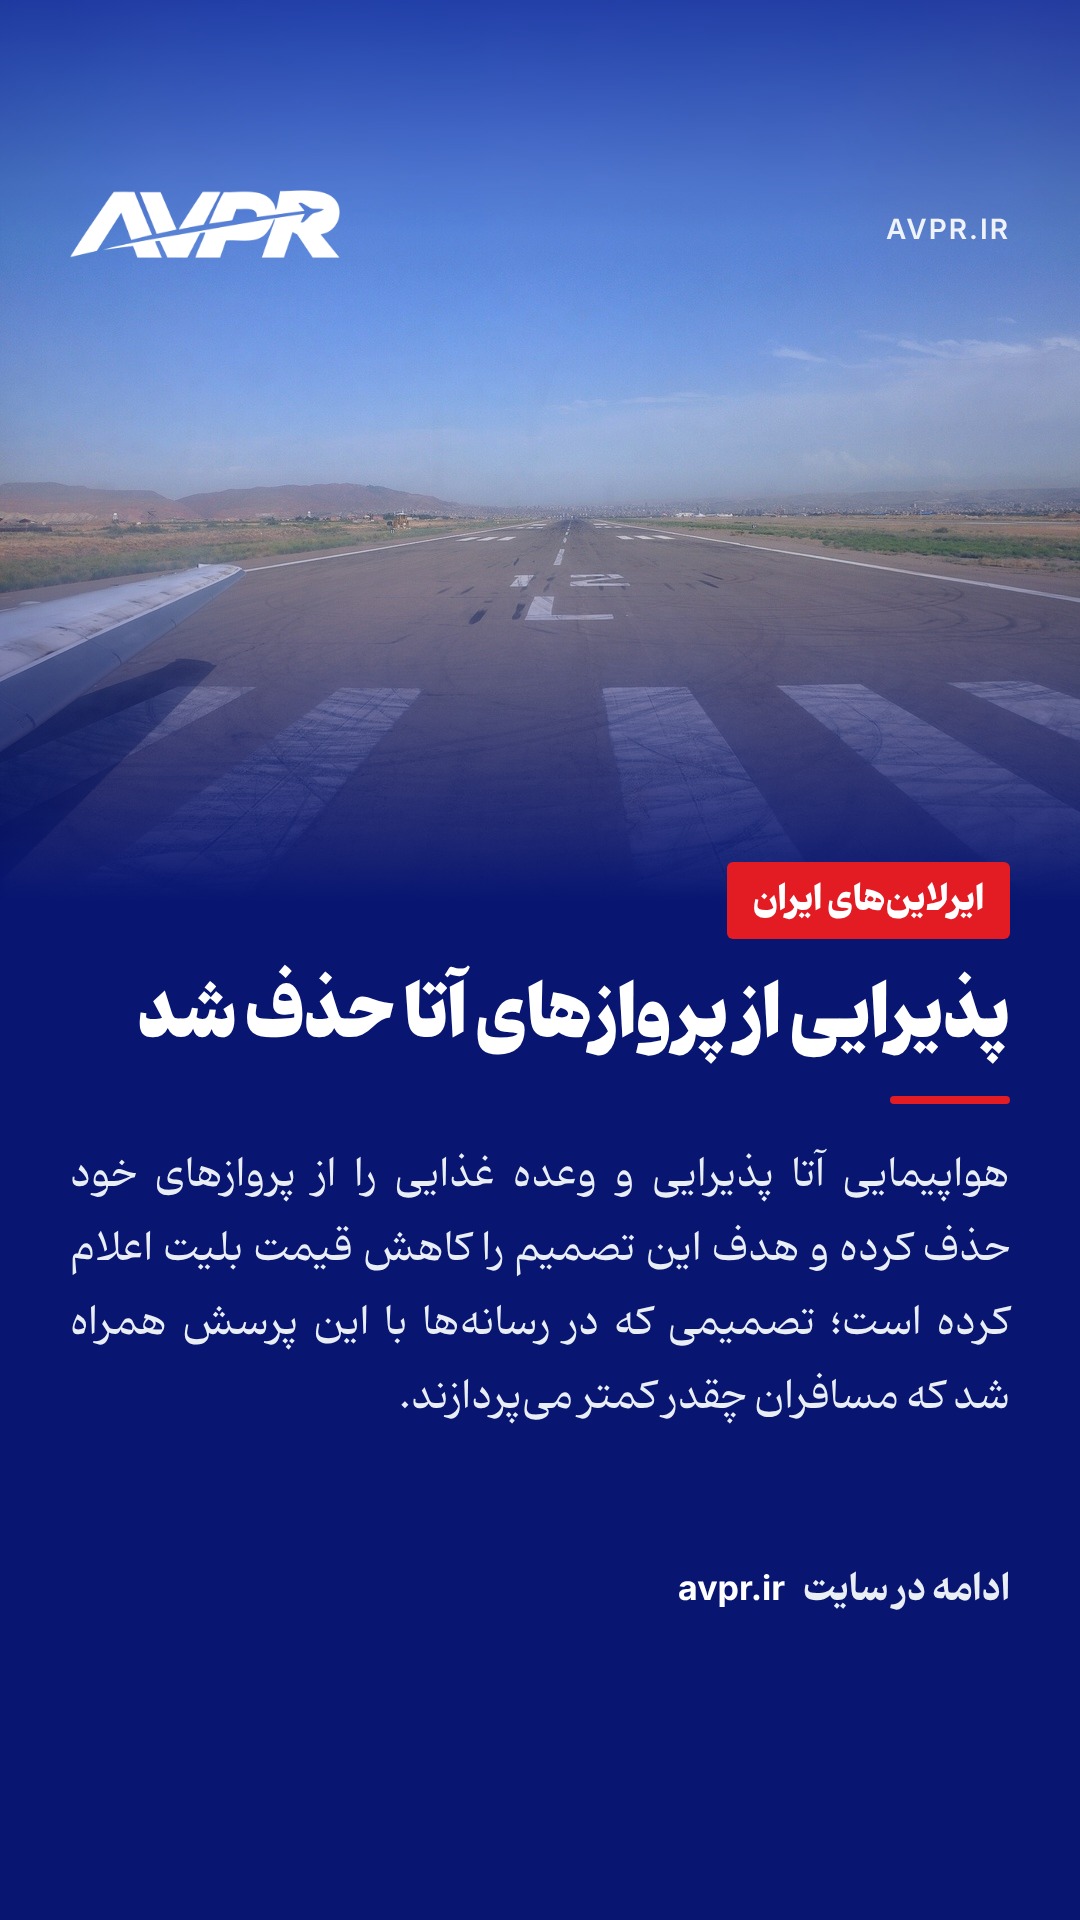 AVPR
AVPR.IR
12
L
ایرلاین‌های ایران
پذیرایی از پروازهای آتا حذف شد
هواپیمایی آتا پذیرایی و وعده غذایی را از پروازهای خود
حذف کرده و هدف این تصمیم را کاهش قیمت بلیت اعلام
کرده است؛ تصمیمی که در رسانه‌ها با این پرسش همراه
شد که مسافران چقدر کمتر می‌پردازند.
ادامه در سایت avpr.ir